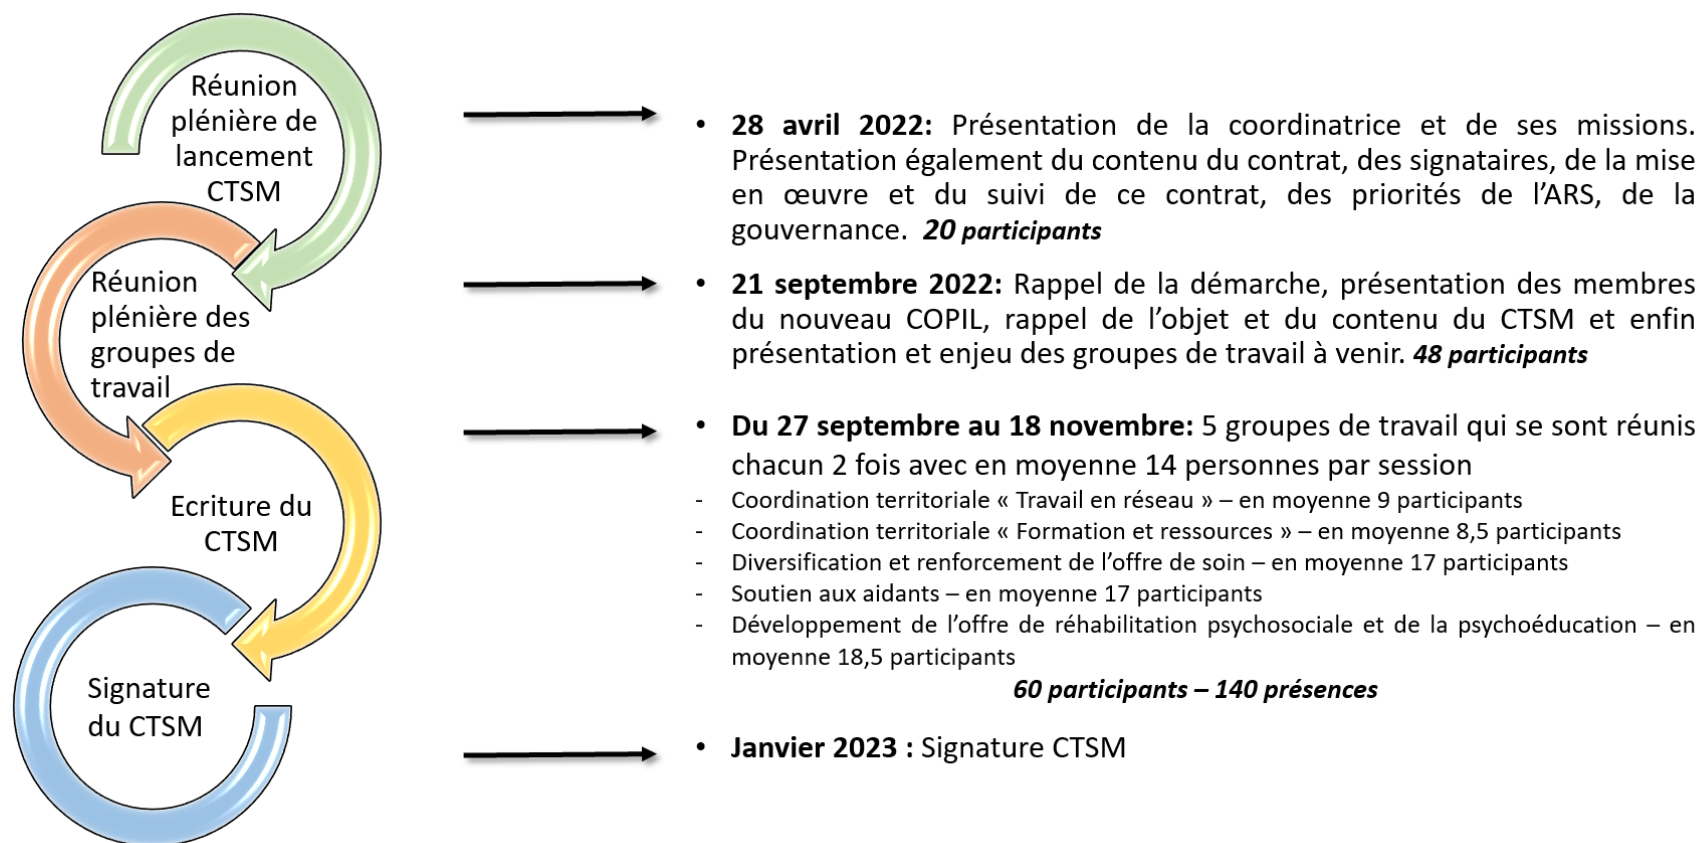 Réunion
plénière de
lancement
CTSM
• 28 avril 2022: Présentation de la coordinatrice et de ses missions.
Présentation également du contenu du contrat, des signataires, de la mise
en œuvre et du suivi de ce contrat, des priorités de l’ARS, de la
gouvernance. 20 participants
Réunion
plénière des
groupes de
travail
• 21 septembre 2022: Rappel de la démarche, présentation des membres
du nouveau COPIL, rappel de l’objet et du contenu du CTSM et enfin
présentation et enjeu des groupes de travail à venir. 48 participants
Ecriture du
CTSM
• Du 27 septembre au 18 novembre: 5 groupes de travail qui se sont réunis
chacun 2 fois avec en moyenne 14 personnes par session
- Coordination territoriale « Travail en réseau » – en moyenne 9 participants
- Coordination territoriale « Formation et ressources » – en moyenne 8,5 participants
- Diversification et renforcement de l’offre de soin – en moyenne 17 participants
- Soutien aux aidants – en moyenne 17 participants
- Développement de l’offre de réhabilitation psychosociale et de la psychoéducation – en
moyenne 18,5 participants
60 participants – 140 présences
Signature
du CTSM
• Janvier 2023 : Signature CTSM